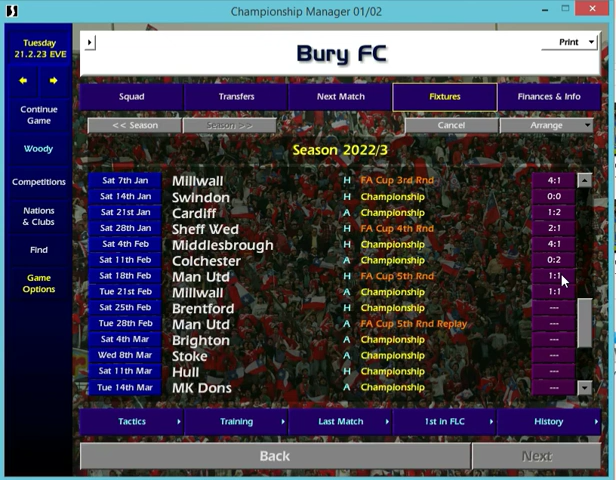 Championship Manager 01/02
Tuesday
21.2.23 EVE
Continue
Game
Woody
Competitions
Nations
& Clubs
Find
Game
Options
Print
Bury FC
Squad Transfers Next Match Fixtures Finances & Info
<< Season Season >> Cancel Arrange
Season 2022/3
Sat 7th Jan Millwall H FA Cup 3rd Rnd 4:1
Sat 14th Jan Swindon H Championship 0:0
Sat 21st Jan Cardiff A Championship 1:2
Sat 28th Jan Sheff Wed H FA Cup 4th Rnd 2:1
Sat 4th Feb Middlesbrough H Championship 4:1
Sat 11th Feb Colchester A Championship 0:2
Sat 18th Feb Man Utd H FA Cup 5th Rnd 1:1
Tue 21st Feb Millwall A Championship 1:1
Sat 25th Feb Brentford H Championship ---
Tue 28th Feb Man Utd A FA Cup 5th Rnd Replay ---
Sat 4th Mar Brighton A Championship ---
Wed 8th Mar Stoke A Championship ---
Sat 11th Mar Hull H Championship ---
Tue 14th Mar MK Dons A Championship ---
Tactics Training Last Match 1st in FLC History
Back Next